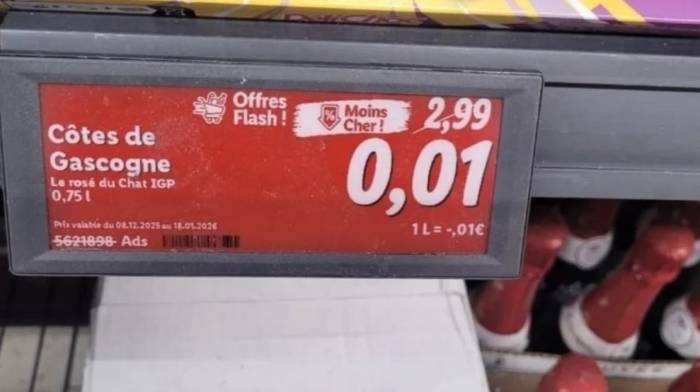 Offres
Flash !
Moins
Cher !
2,99
Côtes de
Gascogne
Le rosé du Chat IGP
0,75 l
0,01
Prix valable du 08.12.2025 au 18.01.2026
1 L = -,01€
5621898 Ads